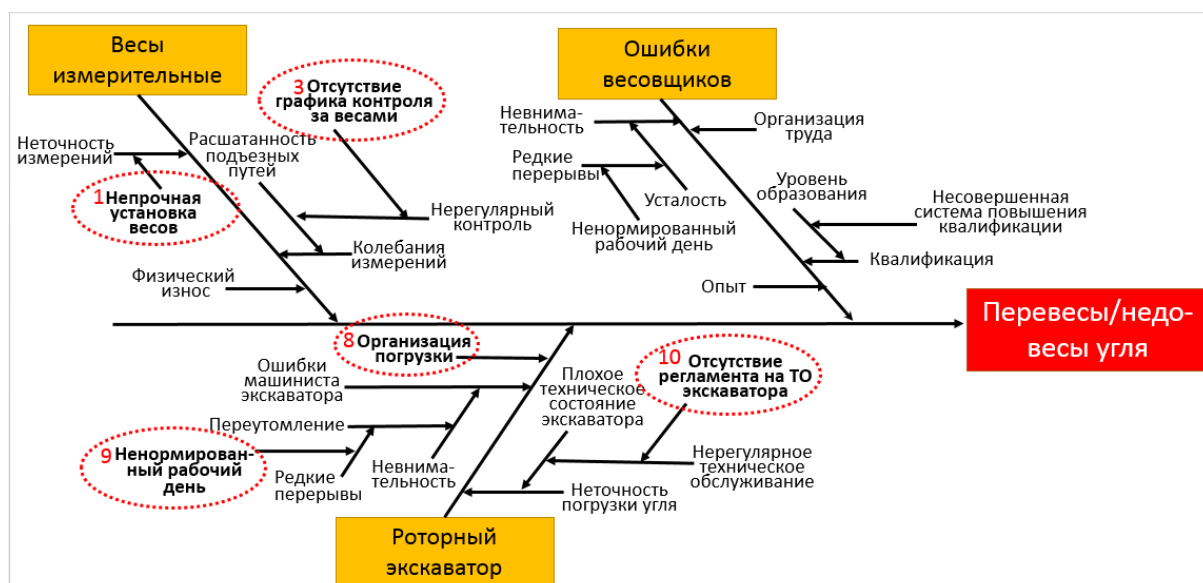 Весы
измерительные
Ошибки
весовщиков
3 Отсутствие
графика контроля
за весами
Неточность
измерений
Расшатанность
подъезных
путей
1 Непрочная
установка
весов
Нерегулярный
контроль
Колебания
измерений
Физический
износ
Невнима-
тельность
Организация
труда
Редкие
перерывы
Усталость
Ненормированный
рабочий день
Уровень
образования
Несовершенная
система повышения
квалификации
Квалификация
Опыт
Перевесы/недо-
весы угля
8 Организация
погрузки
Ошибки
машиниста
экскаватора
Переутомление
9 Ненормирован-
ный рабочий
день
Редкие
перерывы
Невнима-
тельность
Плохое
техническое
состояние
экскаватора
10 Отсутствие
регламента на ТО
экскаватора
Нерегулярное
техническое
обслуживание
Неточность
погрузки угля
Роторный
экскаватор